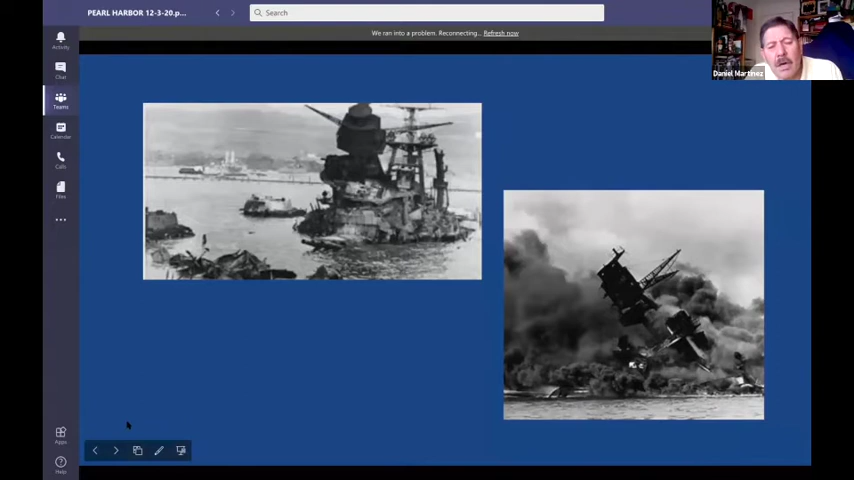 PEARL HARBOR 12-3-20.p...
Search
We ran into a problem. Reconnecting... Refresh now
Daniel Martinez
Activity
Chat
Teams
Calendar
Calls
Files
Apps
Help